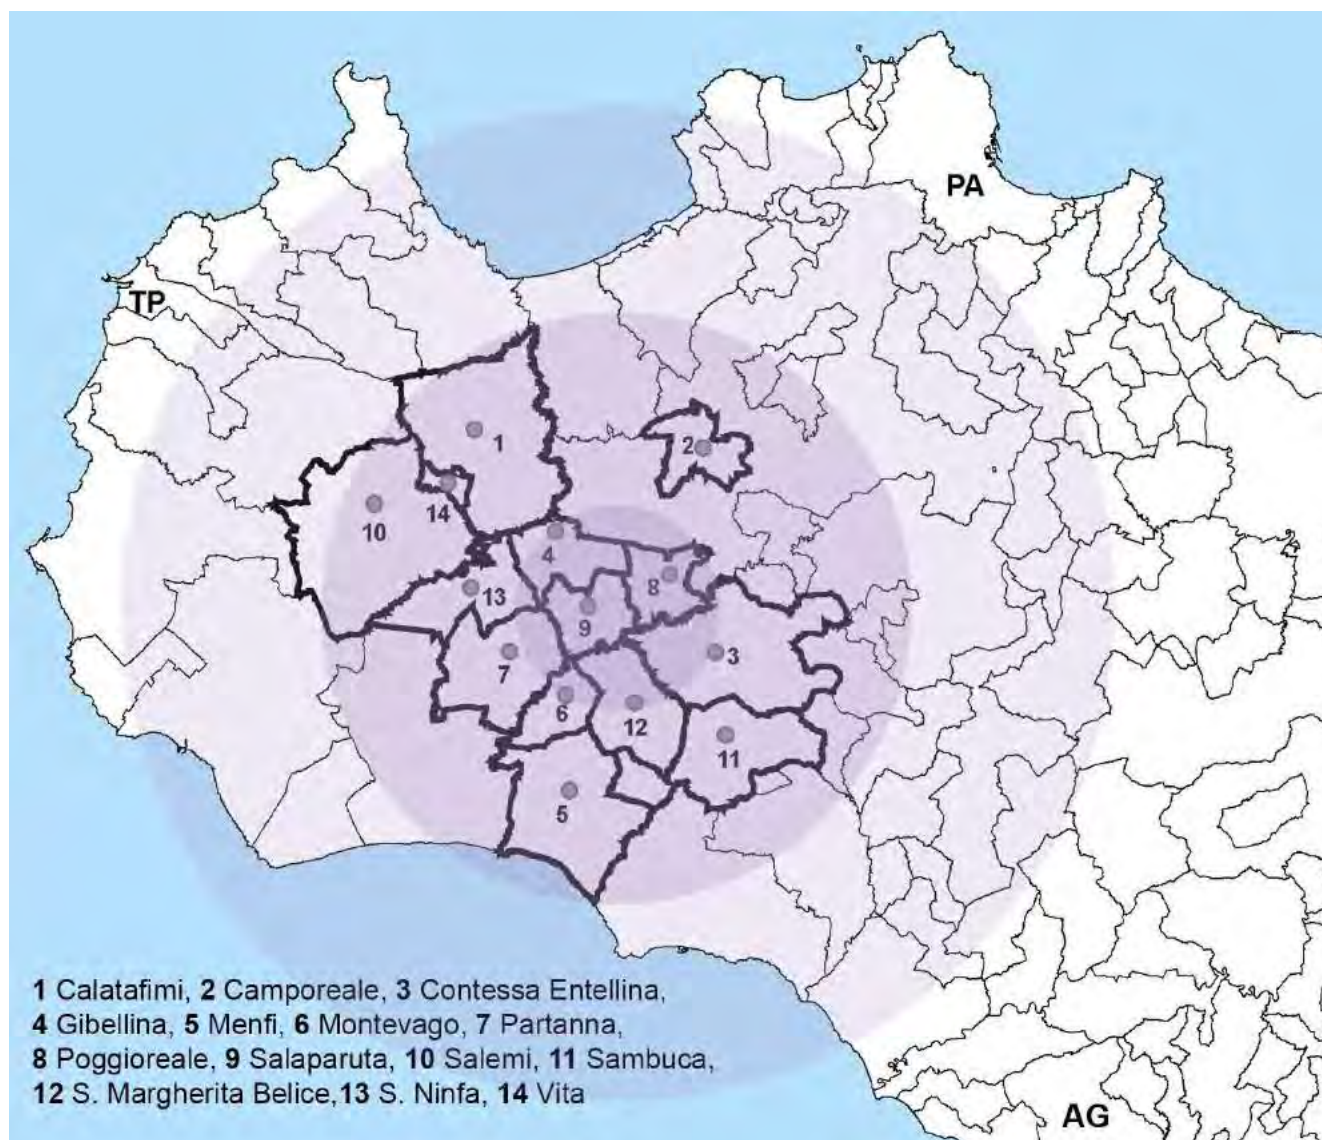 PA
TP
1
2
14
10
4
8
13
9
7
3
6
12
11
5
1 Calatafimi, 2 Camporeale, 3 Contessa Entellina,
4 Gibellina, 5 Menfi, 6 Montevago, 7 Partanna,
8 Poggioreale, 9 Salaparuta, 10 Salemi, 11 Sambuca,
12 S. Margherita Belice,13 S. Ninfa, 14 Vita
AG